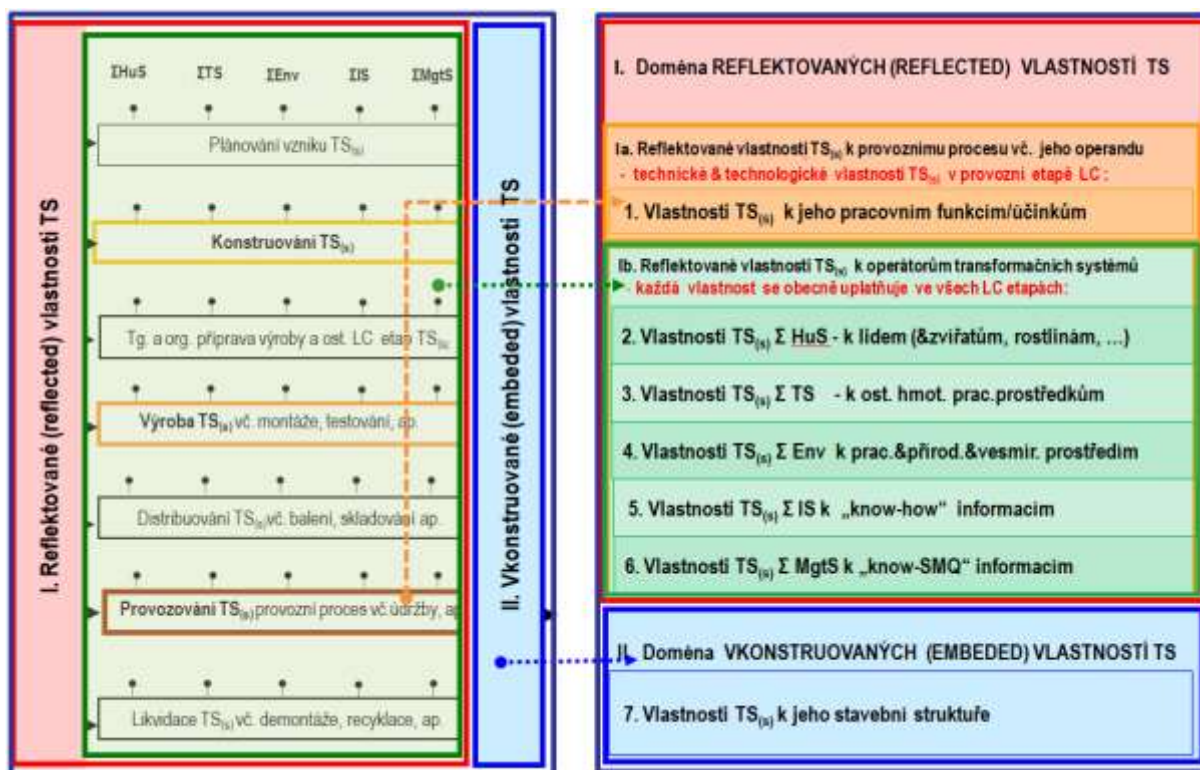 I. Reflektované (reflected) vlastnosti TS
ΣHuS ΣTS ΣEnv ΣIS ΣMgtS
Plánování vzniku TS(s)
Konstruování TS(s)
Tg. a org. příprava výroby a ost. LC etap TS(s)
Výroba TS(s) vč. montáže, testování, ap.
Distribuování TS(s) vč. balení, skladování ap.
Provozování TS(s) provozní proces vč. údržby, ap
Likvidace TS(s) vč. demontáže, recyklace, ap.
II. Vkonstruované (embeded) vlastnosti TS
I. Doména REFLEKTOVANÝCH (REFLECTED) VLASTNOSTÍ TS
Ia. Reflektované vlastnosti TS(s) k provoznímu procesu vč. jeho operandu
- technické & technologické vlastnosti TS(s) v provozní etapě LC :
1. Vlastnosti TS(s) k jeho pracovním funkcím/účinkům
Ib. Reflektované vlastnosti TS(s) k operátorům transformačních systémů
- každá vlastnost se obecně uplatňuje ve všech LC etapách:
2. Vlastnosti TS(s) Σ HuS - k lidem (&zvířatům, rostlinám, …)
3. Vlastnosti TS(s) Σ TS - k ost. hmot. prac.prostředkům
4. Vlastnosti TS(s) Σ Env k prac.&přírod.&vesmír. prostředím
5. Vlastnosti TS(s) Σ IS k „know-how“ informacím
6. Vlastnosti TS(s) Σ MgtS k „know-SMQ“ informacím
II. Doména VKONSTRUOVANÝCH (EMBEDED) VLASTNOSTÍ TS
7. Vlastnosti TS(s) k jeho stavební struktuře